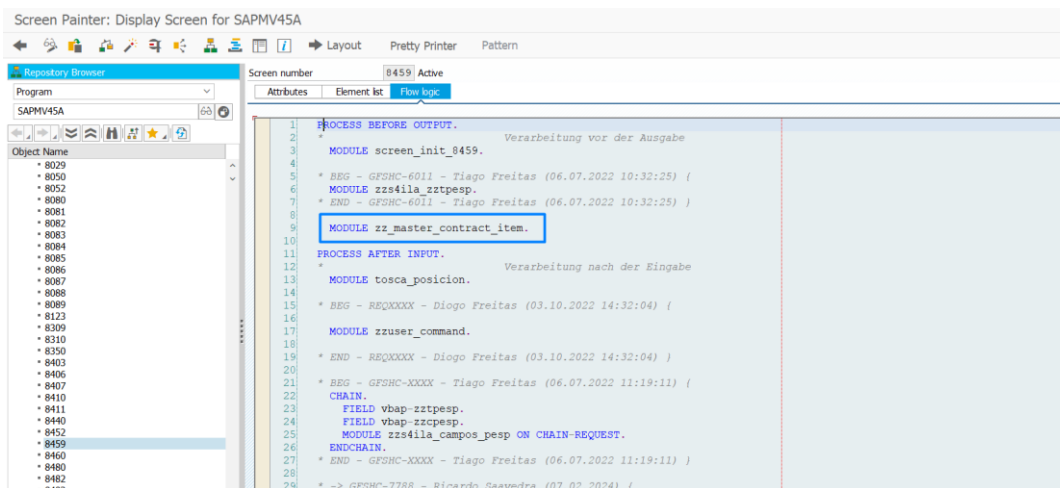 Screen Painter: Display Screen for SAPMV45A
Layout Pretty Printer Pattern
Repository Browser
Program
SAPMV45A
Object Name
8029
8050
8052
8080
8081
8082
8083
8084
8085
8086
8087
8088
8089
8123
8309
8310
8350
8403
8406
8407
8410
8411
8440
8452
8459
8460
8480
8482
Screen number 8459 Active
Attributes Element list Flow logic
1 PROCESS BEFORE OUTPUT.
2 * Verarbeitung vor der Ausgabe
3 MODULE screen_init_8459.
4
5 * BEG - GFSHC-6011 - Tiago Freitas (06.07.2022 10:32:25) {
6 MODULE zzs4ila_zztpesp.
7 * END - GFSHC-6011 - Tiago Freitas (06.07.2022 10:32:25) }
8
9 MODULE zz_master_contract_item.
10
11 PROCESS AFTER INPUT.
12 * Verarbeitung nach der Eingabe
13 MODULE tosca_posicion.
14
15 * BEG - REQXXXX - Diogo Freitas (03.10.2022 14:32:04) {
16
17 MODULE zzuser_command.
18
19 * END - REQXXXX - Diogo Freitas (03.10.2022 14:32:04) }
20
21 * BEG - GFSHC-XXXX - Tiago Freitas (06.07.2022 11:19:11) {
22 CHAIN.
23 FIELD vbap-zztpesp.
24 FIELD vbap-zzcpesp.
25 MODULE zzs4ila_campos_pesp ON CHAIN-REQUEST.
26 ENDCHAIN.
27 * END - GFSHC-XXXX - Tiago Freitas (06.07.2022 11:19:11) }
28
29 * -> GFSHC-7788 - Ricardo Saavedra (07.02.2024) {